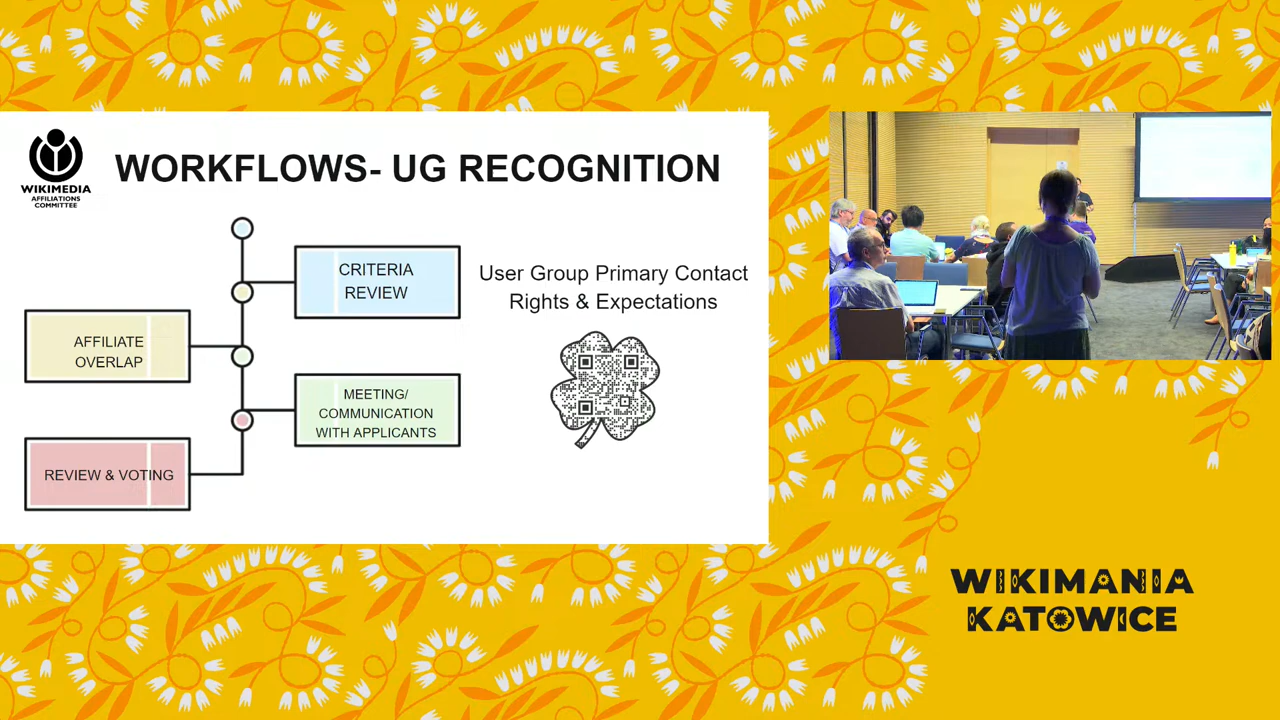 WIKIMEDIA
AFFILIATIONS
COMMITTEE
WORKFLOWS- UG RECOGNITION
CRITERIA
REVIEW
AFFILIATE
OVERLAP
MEETING/
COMMUNICATION
WITH APPLICANTS
REVIEW & VOTING
User Group Primary Contact
Rights & Expectations
WIKIMANIA
KATOWICE